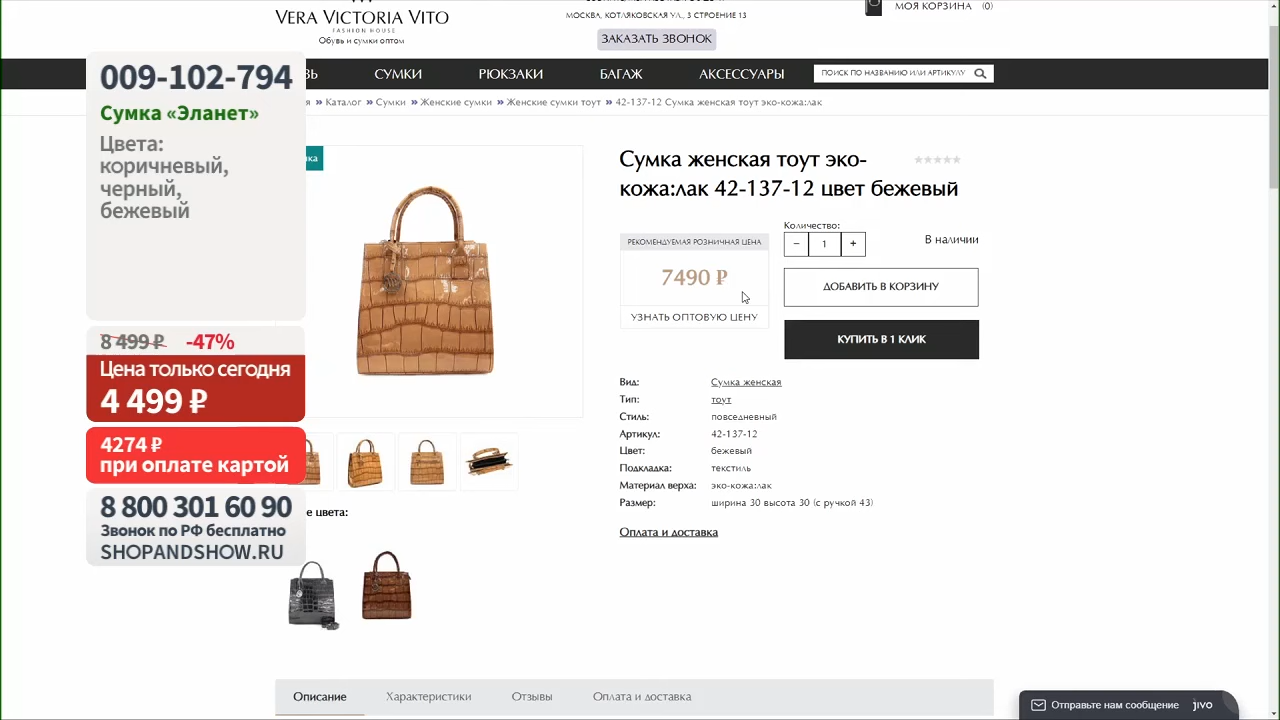 VERA VICTORIA VITO
FASHION HOUSE
Обувь и сумки оптом
МОСКВА, КОТЛЯКОВСКАЯ УЛ., 3 СТРОЕНИЕ 13
ЗАКАЗАТЬ ЗВОНОК
МОЯ КОРЗИНА (0)
СУМКИ
РЮКЗАКИ
БАГАЖ
АКСЕССУАРЫ
ПОИСК ПО НАЗВАНИЮ ИЛИ АРТИКУЛУ
» Каталог » Сумки » Женские сумки » Женские сумки тоут » 42-137-12 Сумка женская тоут эко-кожа:лак
009-102-794
Сумка «Эланет»
Цвета:
коричневый,
черный,
бежевый
8 499 ₽ -47%
Цена только сегодня
4 499 ₽
4274 ₽
при оплате картой
8 800 301 60 90
Звонок по РФ бесплатно
SHOPANDSHOW.RU
цвета:
Сумка женская тоут эко-
кожа:лак 42-137-12 цвет бежевый
РЕКОМЕНДУЕМАЯ РОЗНИЧНАЯ ЦЕНА
7490 ₽
УЗНАТЬ ОПТОВУЮ ЦЕНУ
Количество:
− 1 +
В наличии
ДОБАВИТЬ В КОРЗИНУ
КУПИТЬ В 1 КЛИК
Вид: Сумка женская
Тип: тоут
Стиль: повседневный
Артикул: 42-137-12
Цвет: бежевый
Подкладка: текстиль
Материал верха: эко-кожа:лак
Размер: ширина 30 высота 30 (с ручкой 43)
Оплата и доставка
Описание
Характеристики
Отзывы
Оплата и доставка
Отправьте нам сообщение jivo